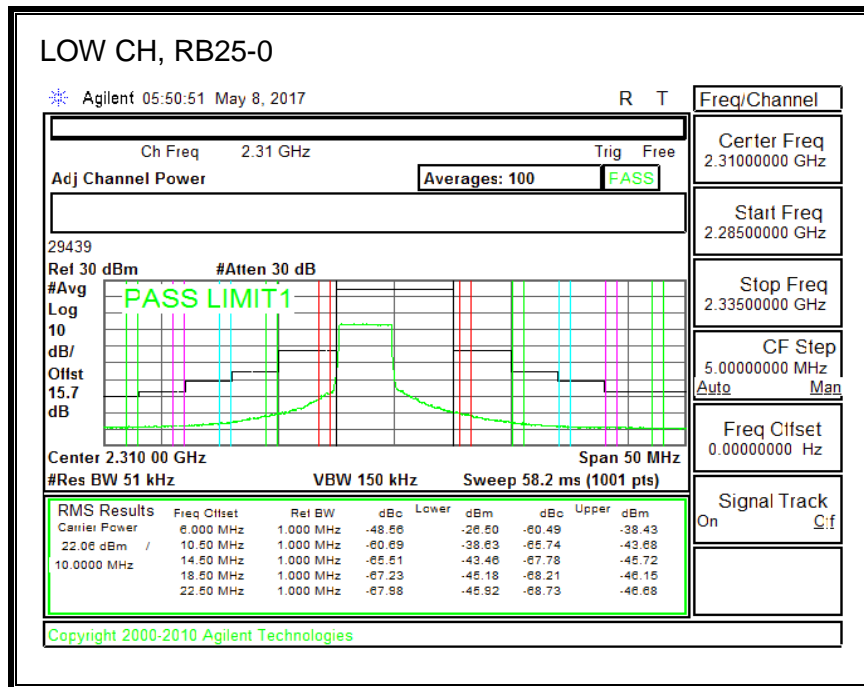 LOW CH, RB25-0
Agilent 05:50:51 May 8, 2017 R T
Freq/Channel
Ch Freq 2.31 GHz Trig Free
Adj Channel Power Averages: 100 PASS
Center Freq
2.31000000 GHz
Start Freq
2.28500000 GHz
Stop Freq
2.33500000 GHz
CF Step
5.00000000 MHz
Auto Man
Freq Offset
0.00000000 Hz
Signal Track
On Off
29439
Ref 30 dBm #Atten 30 dB
#Avg
Log
10
dB/
Offst
15.7
dB
PASS LIMIT1
Center 2.310 00 GHz Span 50 MHz
#Res BW 51 kHz VBW 150 kHz Sweep 58.2 ms (1001 pts)
RMS Results Freq Offset Ref BW dBc Lower dBm dBc Upper dBm
Carrier Power 6.000 MHz 1.000 MHz -48.56 -26.50 -60.49 -38.43
22.06 dBm / 10.50 MHz 1.000 MHz -60.69 -38.63 -65.74 -43.68
10.0000 MHz 14.50 MHz 1.000 MHz -65.51 -43.46 -67.78 -45.72
18.50 MHz 1.000 MHz -67.23 -45.18 -68.21 -46.15
22.50 MHz 1.000 MHz -67.98 -45.92 -68.73 -46.68
Copyright 2000-2010 Agilent Technologies